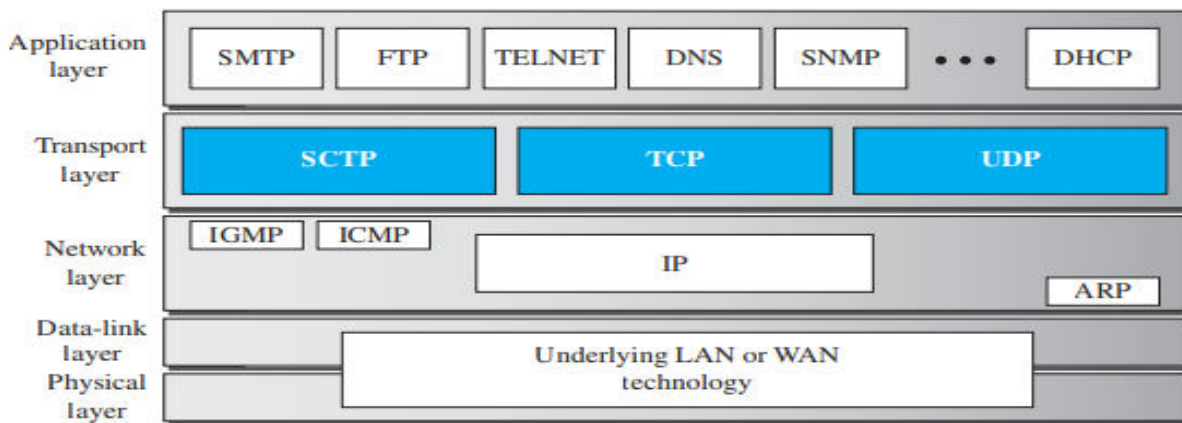 Application
layer
SMTP FTP TELNET DNS SNMP • • • DHCP
Transport
layer
SCTP TCP UDP
Network
layer
IGMP ICMP
IP
ARP
Data-link
layer
Physical
layer
Underlying LAN or WAN
technology